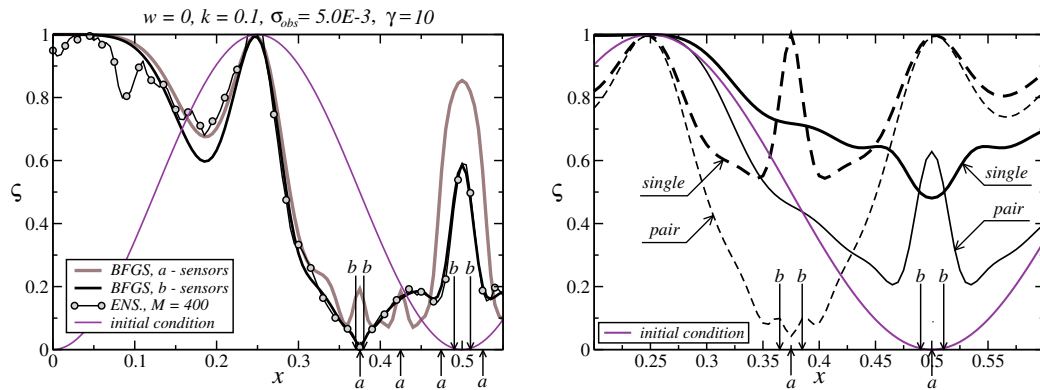 w = 0, k = 0.1, σobs = 5.0E-3, γ = 10
1
0.8
0.6
ζ
0.4
0.2
0
b b b b
BFGS, a - sensors
BFGS, b - sensors
ENS., M = 400
initial condition
0 0.1 0.2 0.3 0.4 0.5
x
a a a a
1
0.8
0.6
ζ
0.4
0.2
0
single
pair
single
pair
b b b b
initial condition
0.25 0.3 0.35 0.4 0.45 0.5 0.55
x
a a